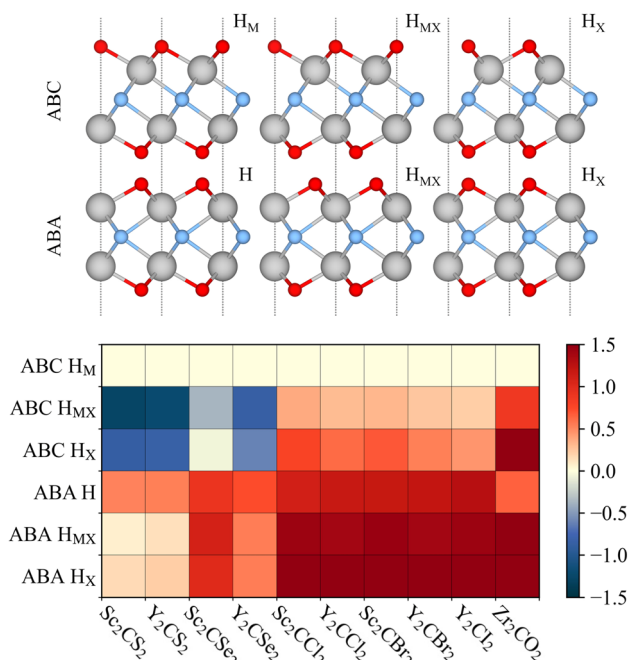 H_M
H_MX
H_X
ABC
H
H_MX
H_X
ABA
ABC H_M
ABC H_MX
ABC H_X
ABA H
ABA H_MX
ABA H_X
1.5
1.0
0.5
0.0
−0.5
−1.0
−1.5
Sc₂CS₂
Y₂CS₂
Sc₂CSe₂
Y₂CSe₂
Sc₂CCl₂
Y₂CCl₂
Sc₂CBr₂
Y₂CBr₂
Y₂Cl₂
Zr₂CO₂